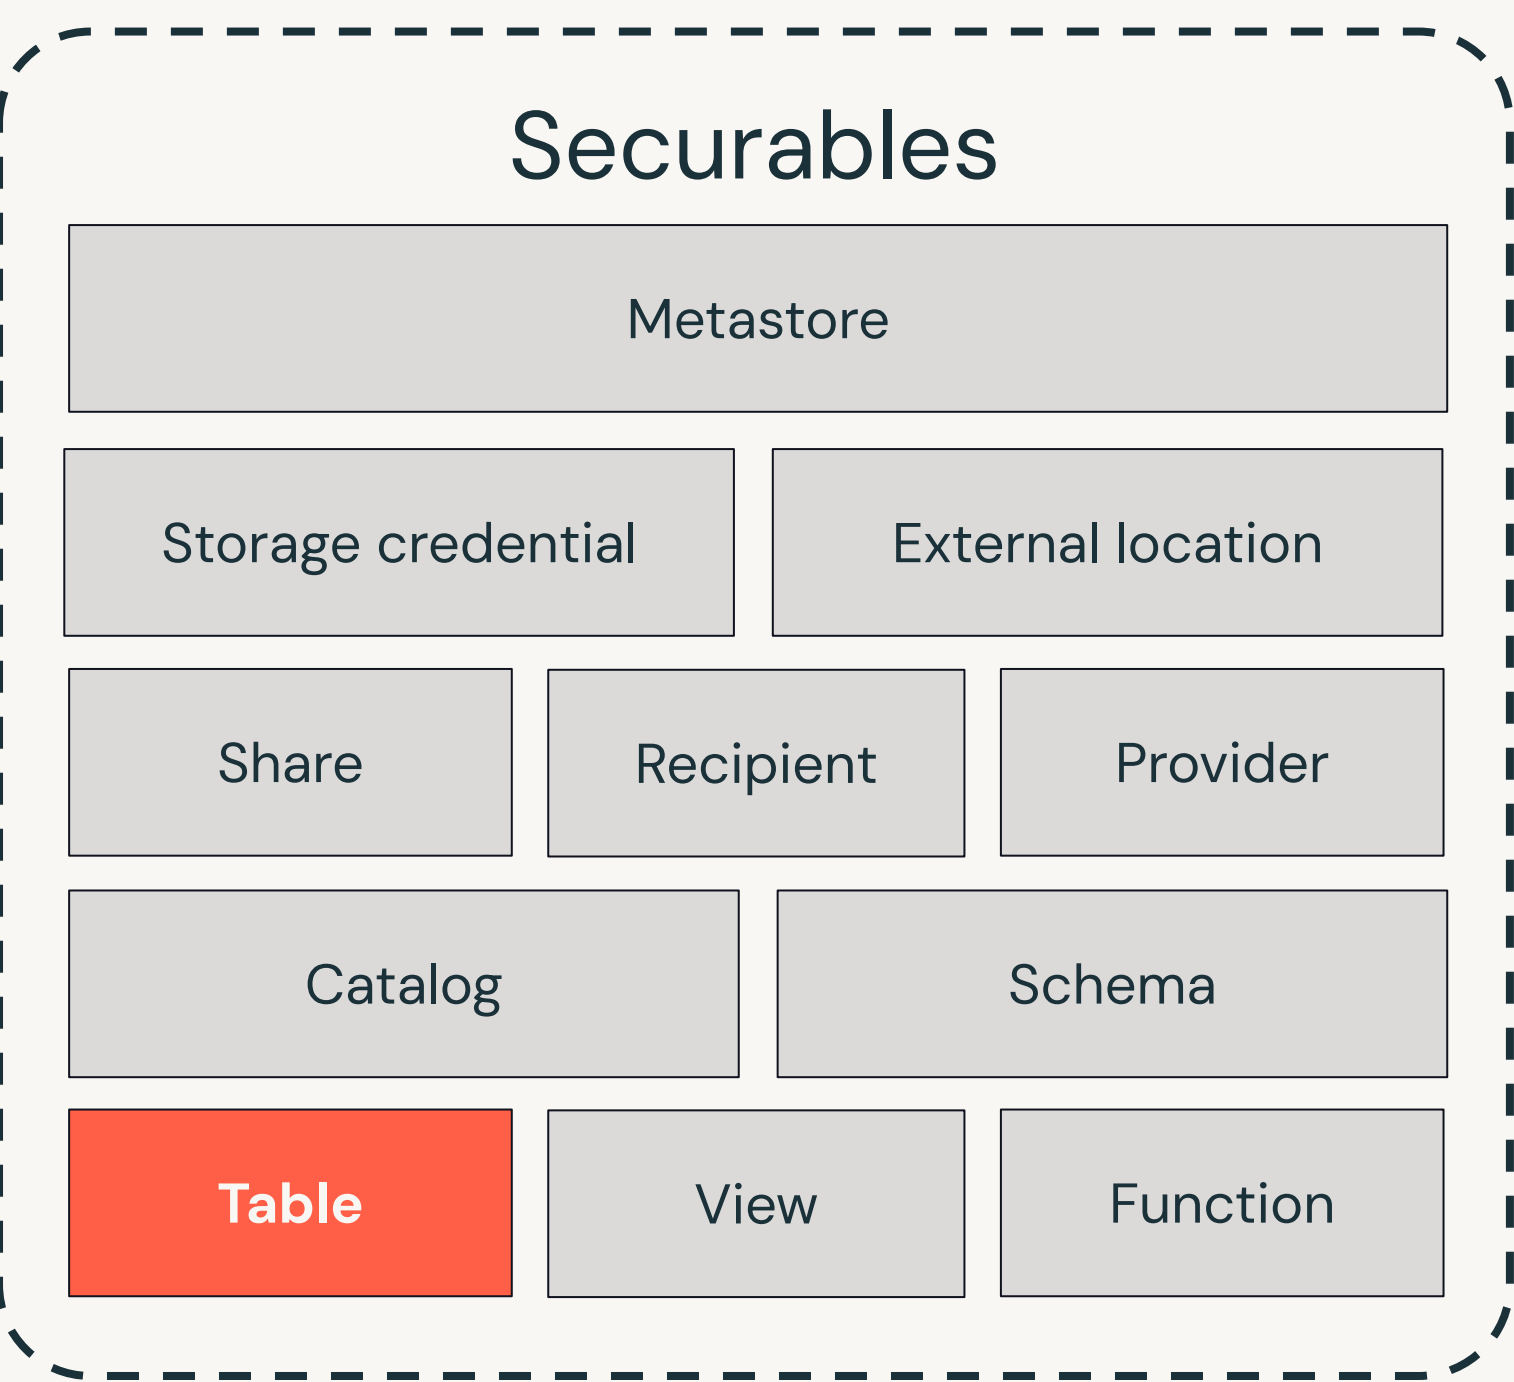 Securables
Metastore
Storage credential
External location
Share
Recipient
Provider
Catalog
Schema
Table
View
Function